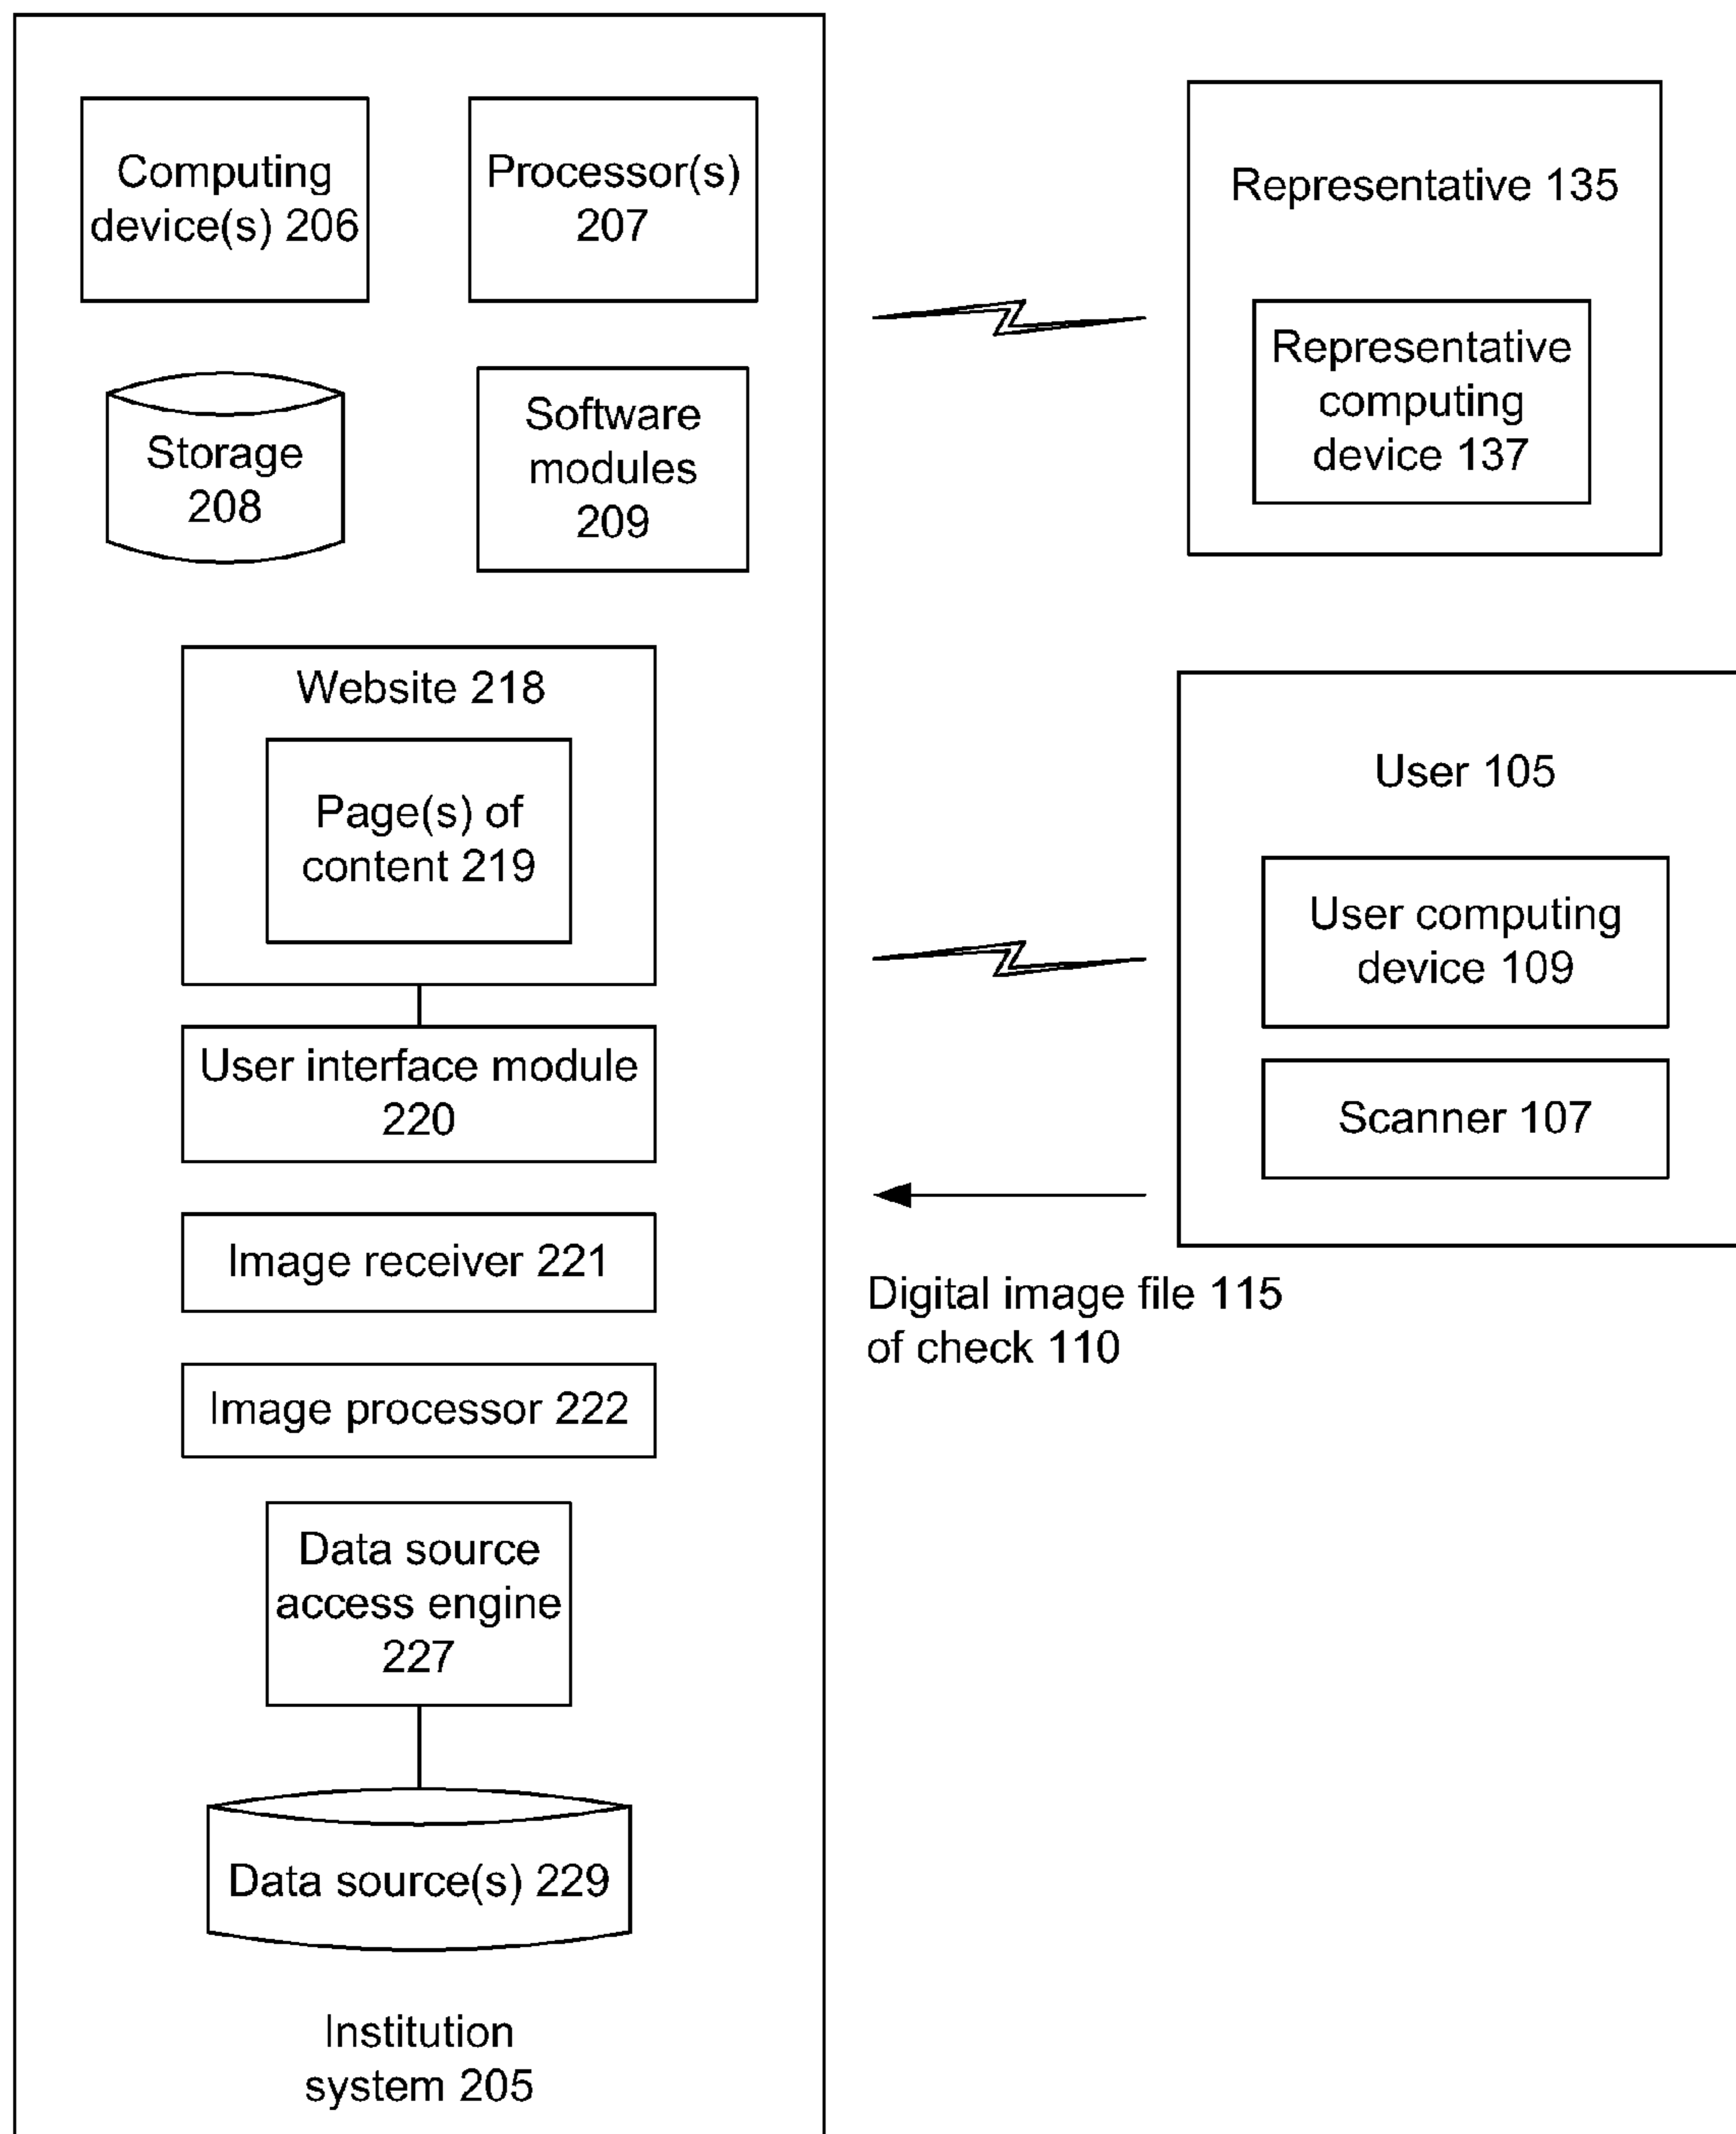 Computing
device(s) 206
Processor(s)
207
Storage
208
Software
modules
209
Website 218
Page(s) of
content 219
User interface module
220
Image receiver 221
Image processor 222
Data source
access engine
227
Data source(s) 229
Institution
system 205
Representative 135
Representative
computing
device 137
User 105
User computing
device 109
Scanner 107
Digital image file 115
of check 110